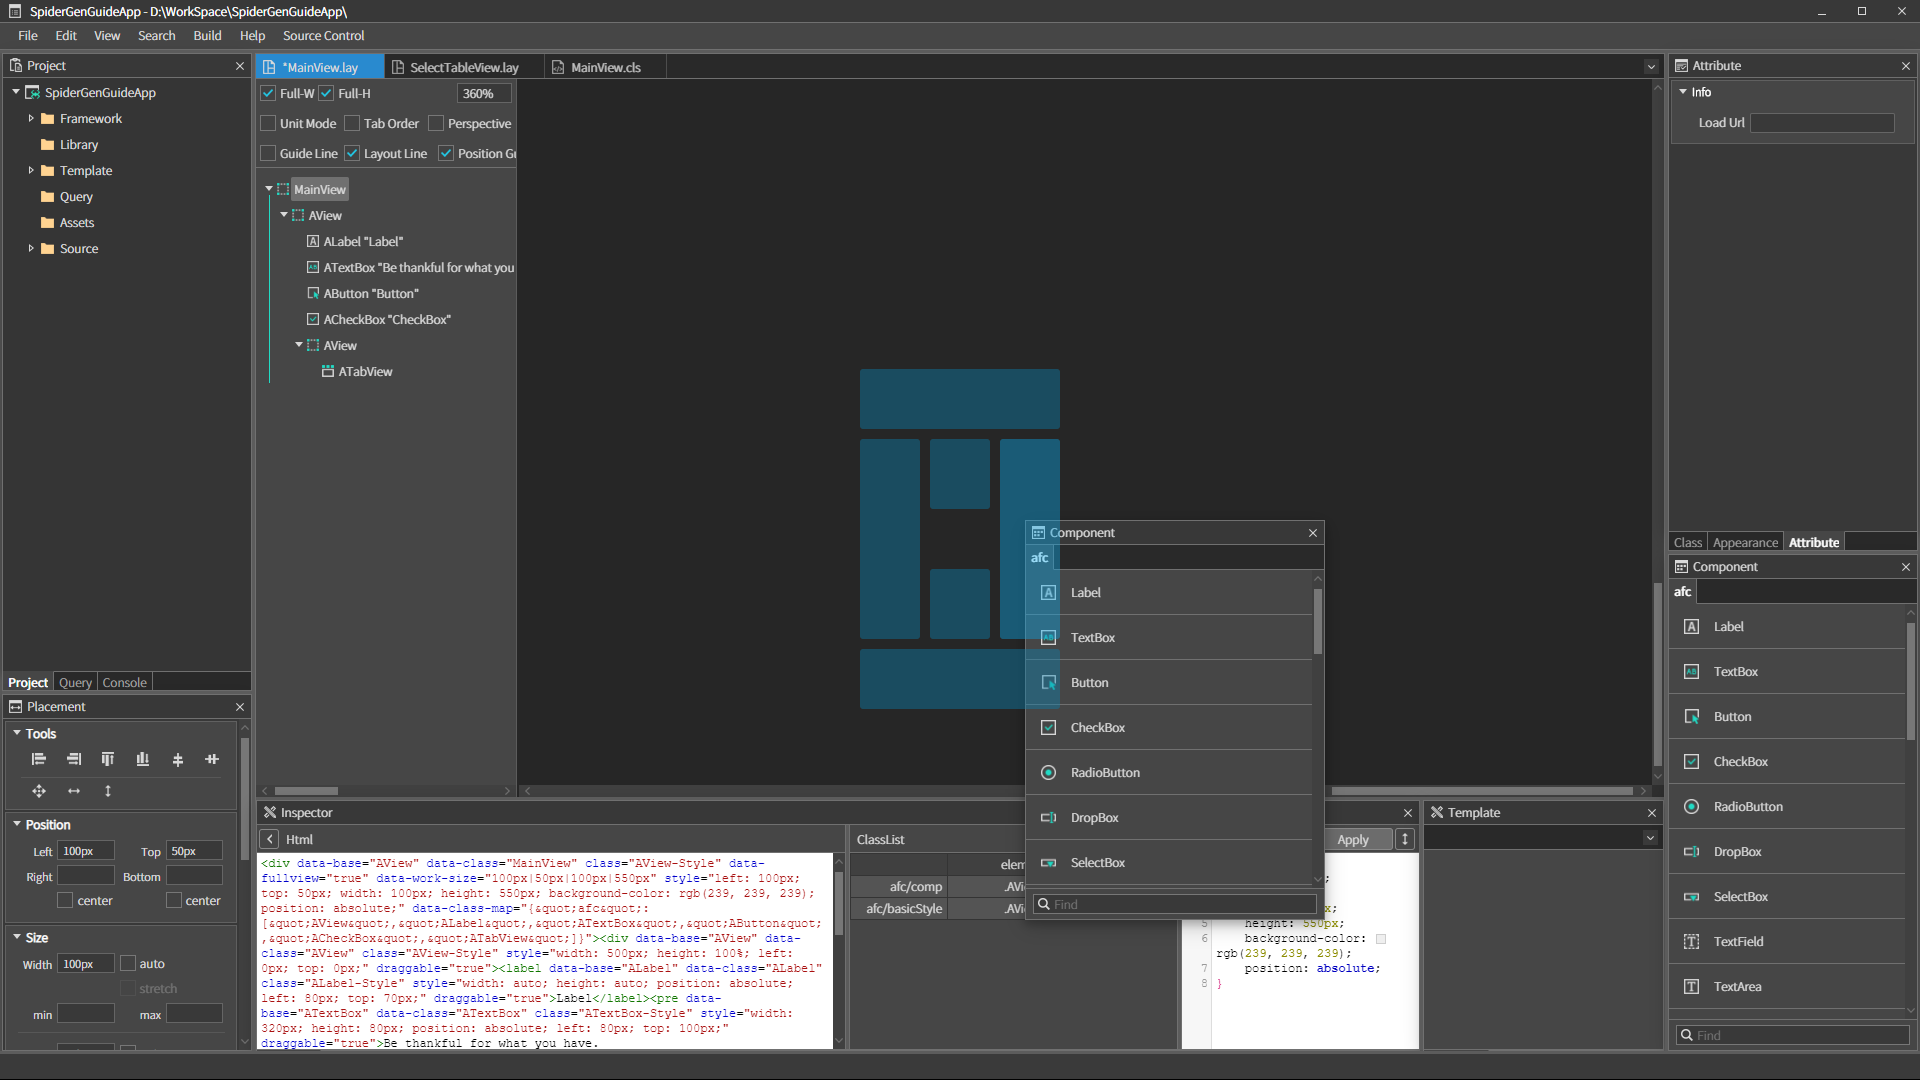 SpiderGenGuideApp - D:\WorkSpace\SpiderGenGuideApp\
File Edit View Search Build Help Source Control
Project
SpiderGenGuideApp
Framework
Library
Template
Query
Assets
Source
Project Query Console
Placement
Tools
Position
Left 100px Top 50px
Right Bottom
center center
Size
Width 100px auto
stretch
min max
*MainView.lay SelectTableView.lay MainView.cls
Full-W Full-H 360%
Unit Mode Tab Order Perspective
Guide Line Layout Line Position
MainView
AView
ALabel "Label"
ATextBox "Be thankful for what you
AButton "Button"
ACheckBox "CheckBox"
AView
ATabView
Inspector
Html
<div data-base="AView" data-class="MainView" class="AView-Style" data-
fullview="true" data-work-size="100px|50px|100px|550px" style="left: 100px;
top: 50px; width: 100px; height: 550px; background-color: rgb(239, 239, 239);
position: absolute;" data-class-map="{&quot;afc&quot;:
[&quot;AView&quot;,&quot;ALabel&quot;,&quot;ATextBox&quot;,&quot;AButton&quot;
,&quot;ACheckBox&quot;,&quot;ATabView&quot;]}"><div data-base="AView" data-
class="AView" class="AView-Style" style="width: 500px; height: 100%; left:
0px; top: 0px;" draggable="true"><label data-base="ALabel" data-class="ALabel"
class="ALabel-Style" style="width: auto; height: auto; position: absolute;
left: 80px; top: 70px;" draggable="true">Label</label><pre data-
base="ATextBox" data-class="ATextBox" class="ATextBox-Style" style="width:
320px; height: 80px; position: absolute; left: 80px; top: 100px;"
draggable="true">Be thankful for what you have.
ClassList
afc/comp
afc/basicStyle
Component
afc
Label
TextBox
Button
CheckBox
RadioButton
DropBox
SelectBox
Find
Apply
5 height: 550px;
6 background-color:
rgb(239, 239, 239);
7 position: absolute;
8 }
Template
Attribute
Info
Load Url
Class Appearance Attribute
Component
afc
Label
TextBox
Button
CheckBox
RadioButton
DropBox
SelectBox
TextField
TextArea
Find